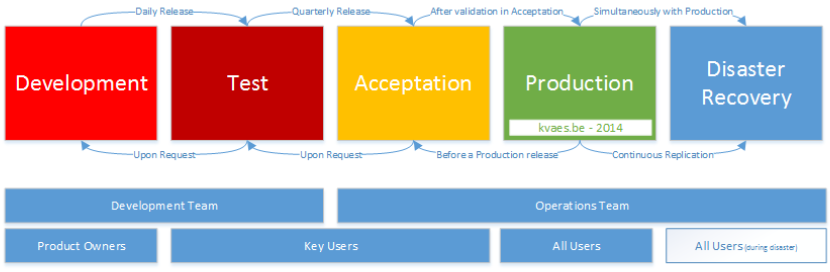 Daily Release
Quarterly Release
After validation in Acceptation
Simultaneously with Production
Development
Test
Acceptation
Production
Disaster
Recovery
kvaes.be - 2014
Upon Request
Upon Request
Before a Production release
Continuous Replication
Development Team
Operations Team
Product Owners
Key Users
All Users
All Users (during disaster)